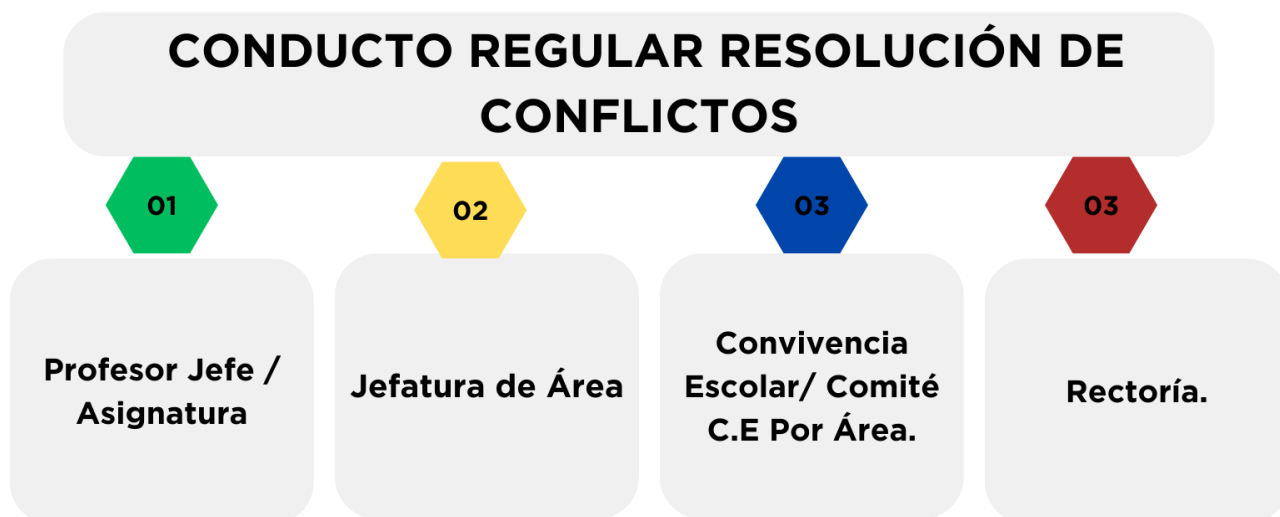 CONDUCTO REGULAR RESOLUCIÓN DE
CONFLICTOS
01
02
03
03
Profesor Jefe /
Asignatura
Jefatura de Área
Convivencia
Escolar/ Comité
C.E Por Área.
Rectoría.